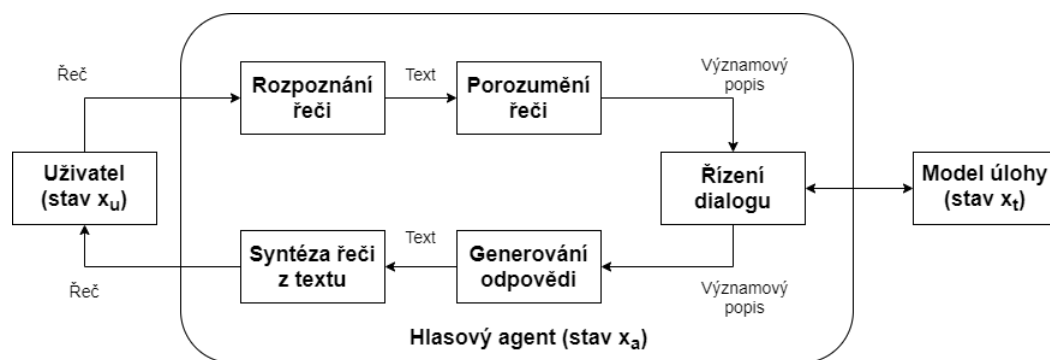 Řeč
Rozpoznání
řeči
Text
Porozumění
řeči
Významový
popis
Uživatel
(stav xᵤ)
Řízení
dialogu
Model úlohy
(stav xₜ)
Syntéza řeči
z textu
Text
Generování
odpovědi
Řeč
Významový
popis
Hlasový agent (stav xₐ)